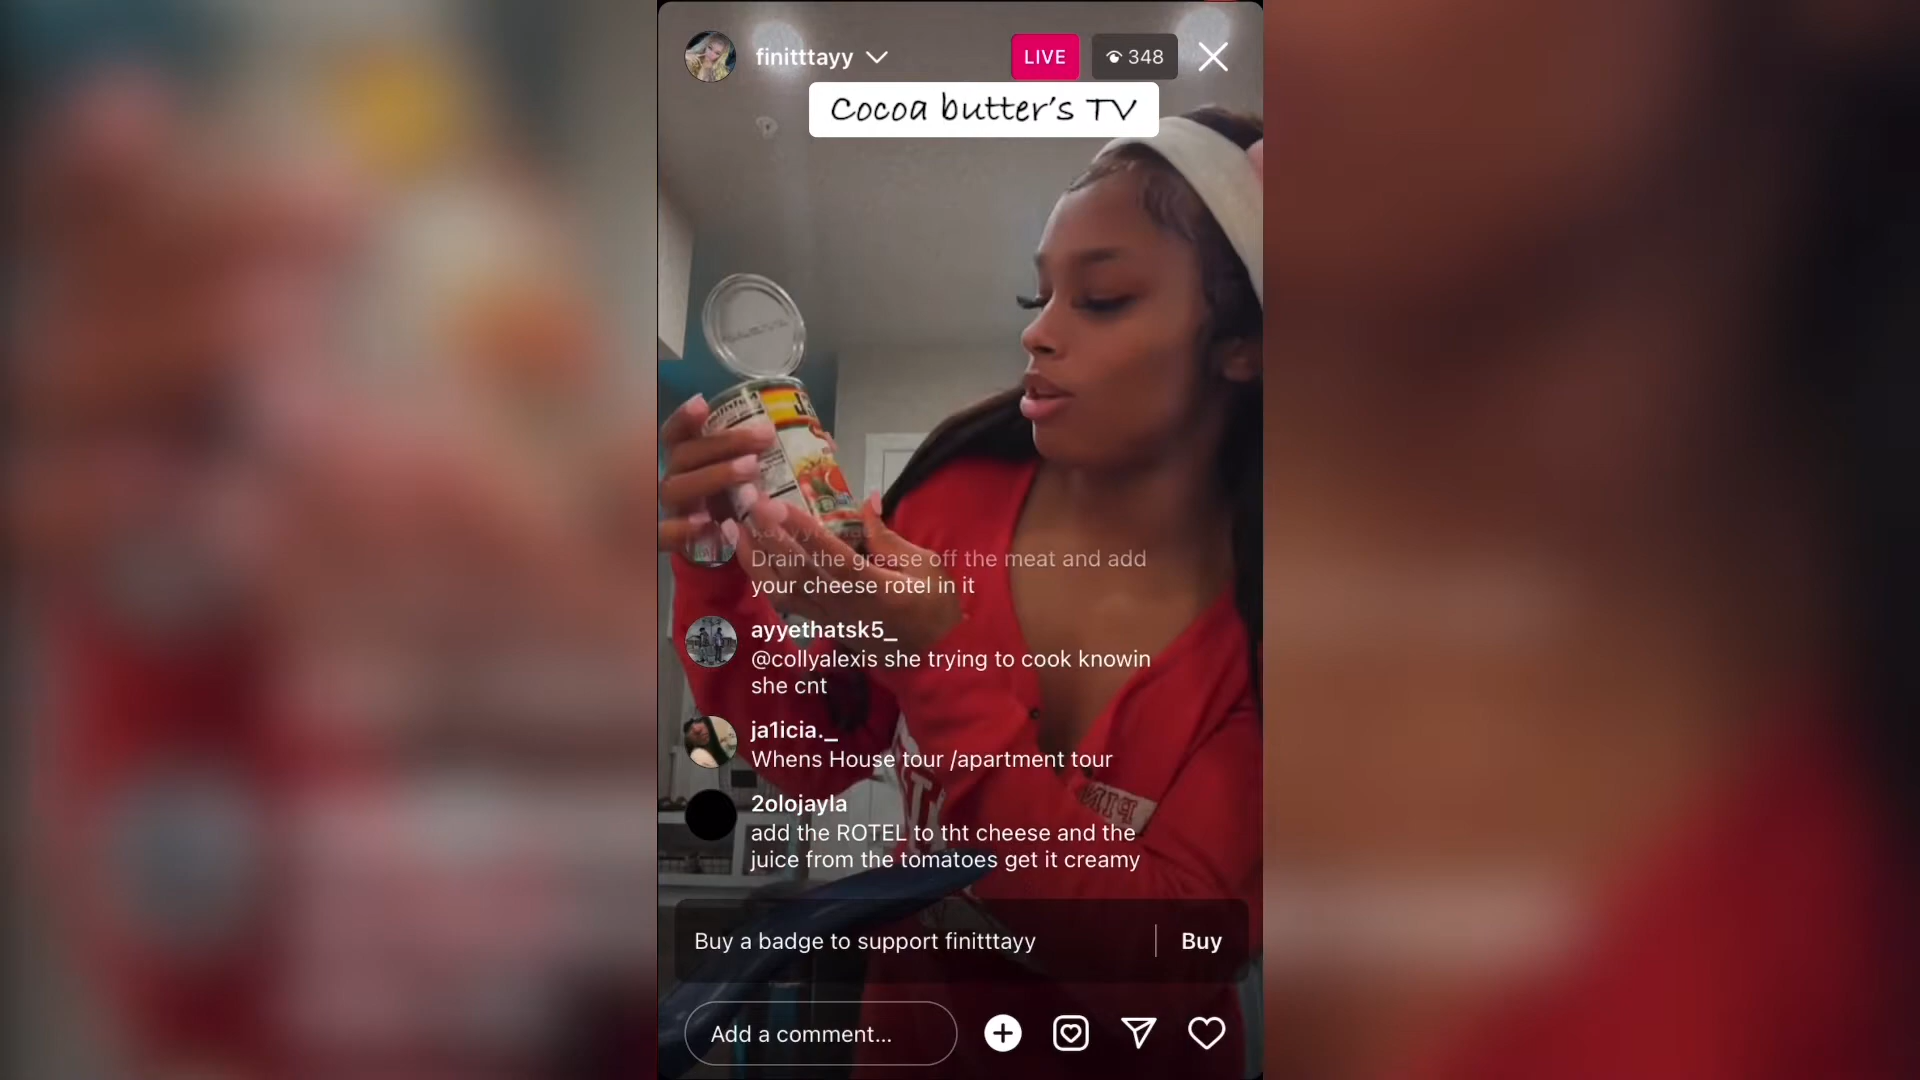 finitttayy
LIVE
348
Cocoa butter's TV
Drain the grease off the meat and add
your cheese rotel in it
ayyethatsk5_
@collyalexis she trying to cook knowin
she cnt
ja1icia._
Whens House tour /apartment tour
2olojayla
add the ROTEL to tht cheese and the
juice from the tomatoes get it creamy
Buy a badge to support finitttayy
Buy
Add a comment...